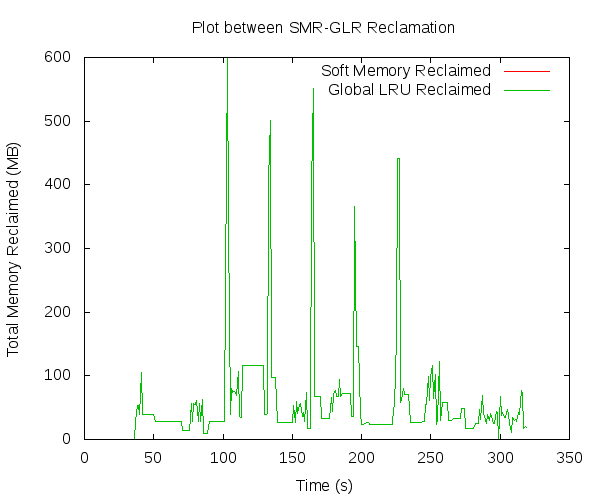 Plot between SMR-GLR Reclamation
Soft Memory Reclaimed
Global LRU Reclaimed
Total Memory Reclaimed (MB)
600
500
400
300
200
100
0
0 50 100 150 200 250 300 350
Time (s)